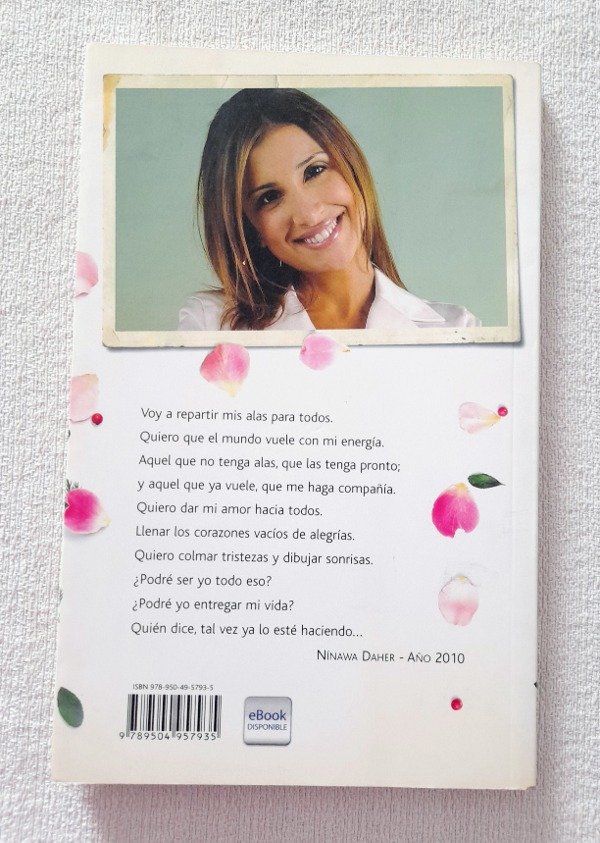 Voy a repartir mis alas para todos.
Quiero que el mundo vuele con mi energía.
Aquel que no tenga alas, que las tenga pronto;
y aquel que ya vuele, que me haga compañía.
Quiero dar mi amor hacia todos.
Llenar los corazones vacíos de alegrías.
Quiero colmar tristezas y dibujar sonrisas.
¿Podré ser yo todo eso?
¿Podré yo entregar mi vida?
Quién dice, tal vez ya lo esté haciendo...
Nínawa Daher - Año 2010
ISBN 978-950-49-5793-5
9 789504 957935
eBook
DISPONIBLE